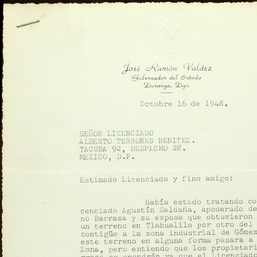 José Ramón Valdez
Gobernador del Estado
Durango, Dgo.
Octubre 16 de 1948.
SEÑOR LICENCIADO
ALBERTO TERRONES BENITEZ.
TACUBA 92, DESPACHO 28.
MEXICO, D.F.
Estimado Licenciado y fino amigo:
Había estado tratando co
cenciado Agustín Saldaña, apoderado de
no Barraza y su esposa que obtuvieron
un terreno en Tlahualilo por otro del
contigüo a la zona industrial de Gómez
este terreno en alguna forma pasara a
Zona, pero entiendo que los propietari